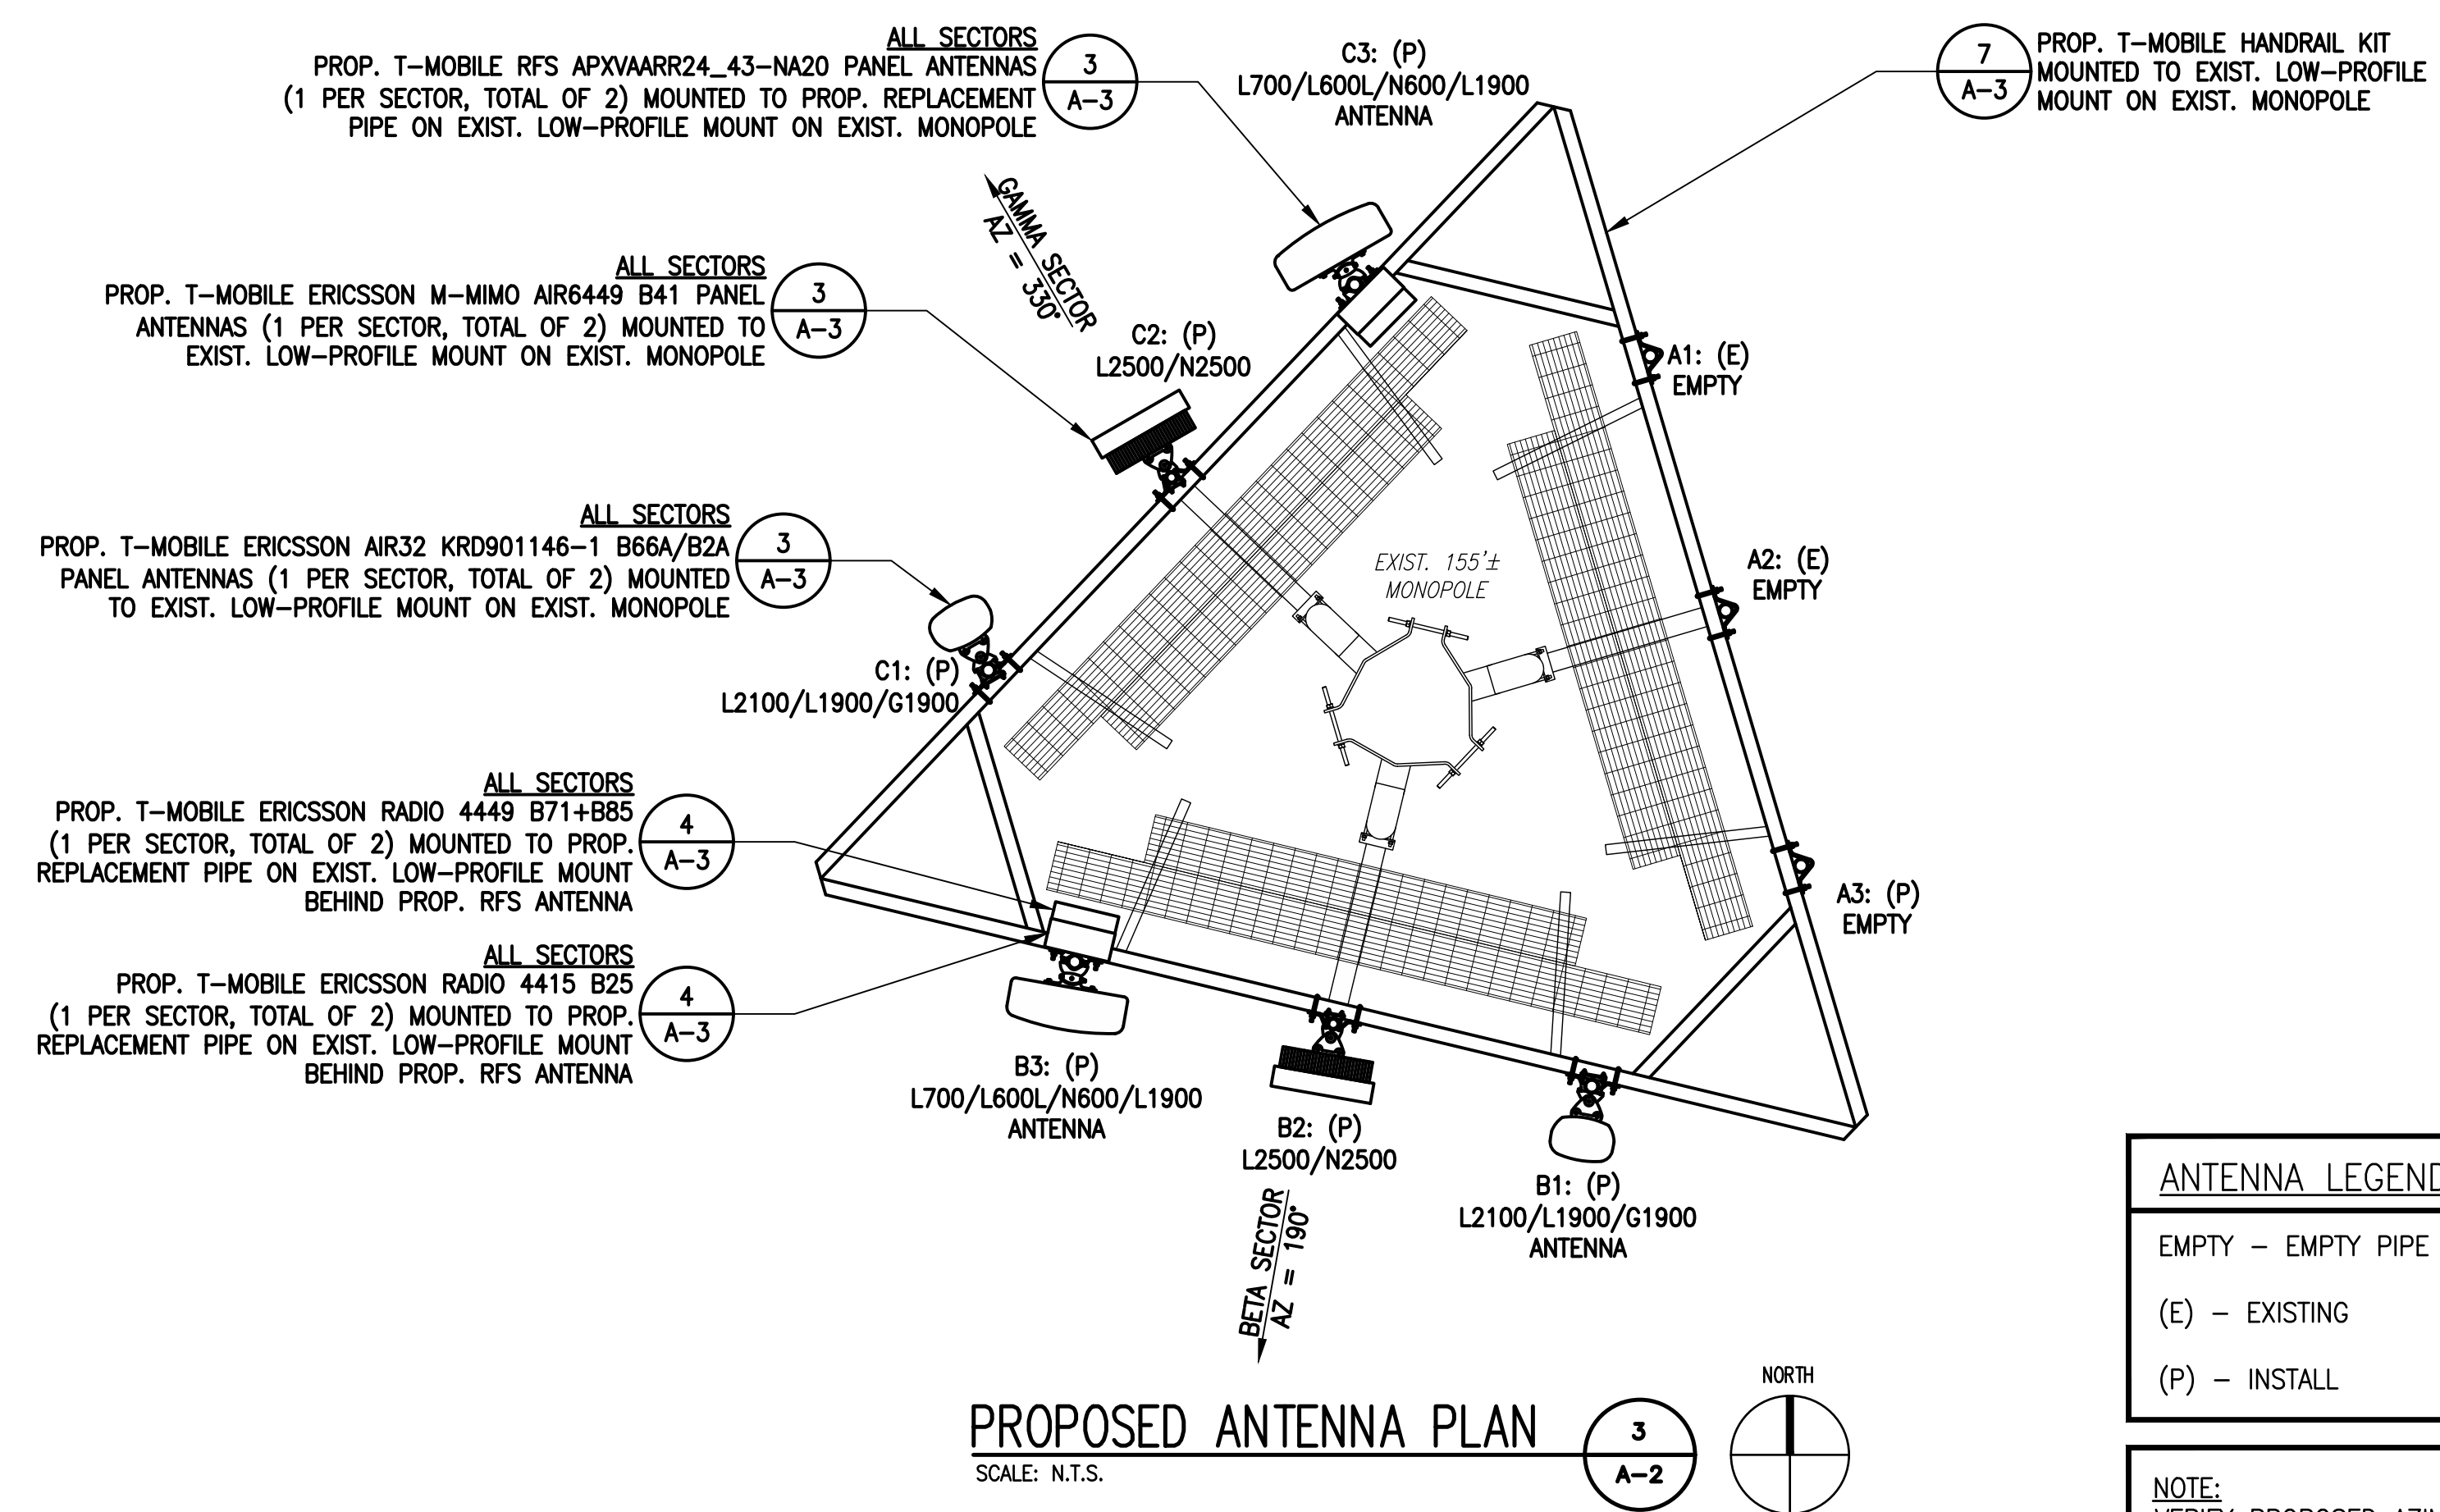 ALL SECTORS
PROP. T-MOBILE RFS APXVAARR24_43-NA20 PANEL ANTENNAS
(1 PER SECTOR, TOTAL OF 2) MOUNTED TO PROP. REPLACEMENT
PIPE ON EXIST. LOW-PROFILE MOUNT ON EXIST. MONOPOLE
3
A-3
C3: (P)
L700/L600L/N600/L1900
ANTENNA
7
A-3
PROP. T-MOBILE HANDRAIL KIT
MOUNTED TO EXIST. LOW-PROFILE
MOUNT ON EXIST. MONOPOLE
GAMMA SECTOR
AZ = 330°
ALL SECTORS
PROP. T-MOBILE ERICSSON M-MIMO AIR6449 B41 PANEL
ANTENNAS (1 PER SECTOR, TOTAL OF 2) MOUNTED TO
EXIST. LOW-PROFILE MOUNT ON EXIST. MONOPOLE
3
A-3
C2: (P)
L2500/N2500
A1: (E)
EMPTY
ALL SECTORS
PROP. T-MOBILE ERICSSON AIR32 KRD901146-1 B66A/B2A
PANEL ANTENNAS (1 PER SECTOR, TOTAL OF 2) MOUNTED
TO EXIST. LOW-PROFILE MOUNT ON EXIST. MONOPOLE
3
A-3
EXIST. 155'±
MONOPOLE
A2: (E)
EMPTY
C1: (P)
L2100/L1900/G1900
ALL SECTORS
PROP. T-MOBILE ERICSSON RADIO 4449 B71+B85
(1 PER SECTOR, TOTAL OF 2) MOUNTED TO PROP.
REPLACEMENT PIPE ON EXIST. LOW-PROFILE MOUNT
BEHIND PROP. RFS ANTENNA
4
A-3
A3: (P)
EMPTY
ALL SECTORS
PROP. T-MOBILE ERICSSON RADIO 4415 B25
(1 PER SECTOR, TOTAL OF 2) MOUNTED TO PROP.
REPLACEMENT PIPE ON EXIST. LOW-PROFILE MOUNT
BEHIND PROP. RFS ANTENNA
4
A-3
B3: (P)
L700/L600L/N600/L1900
ANTENNA
B2: (P)
L2500/N2500
B1: (P)
L2100/L1900/G1900
ANTENNA
BETA SECTOR
AZ = 190°
ANTENNA LEGEND
EMPTY - EMPTY PIPE
(E) - EXISTING
(P) - INSTALL
PROPOSED ANTENNA PLAN
SCALE: N.T.S.
3
A-2
NORTH
NOTE: